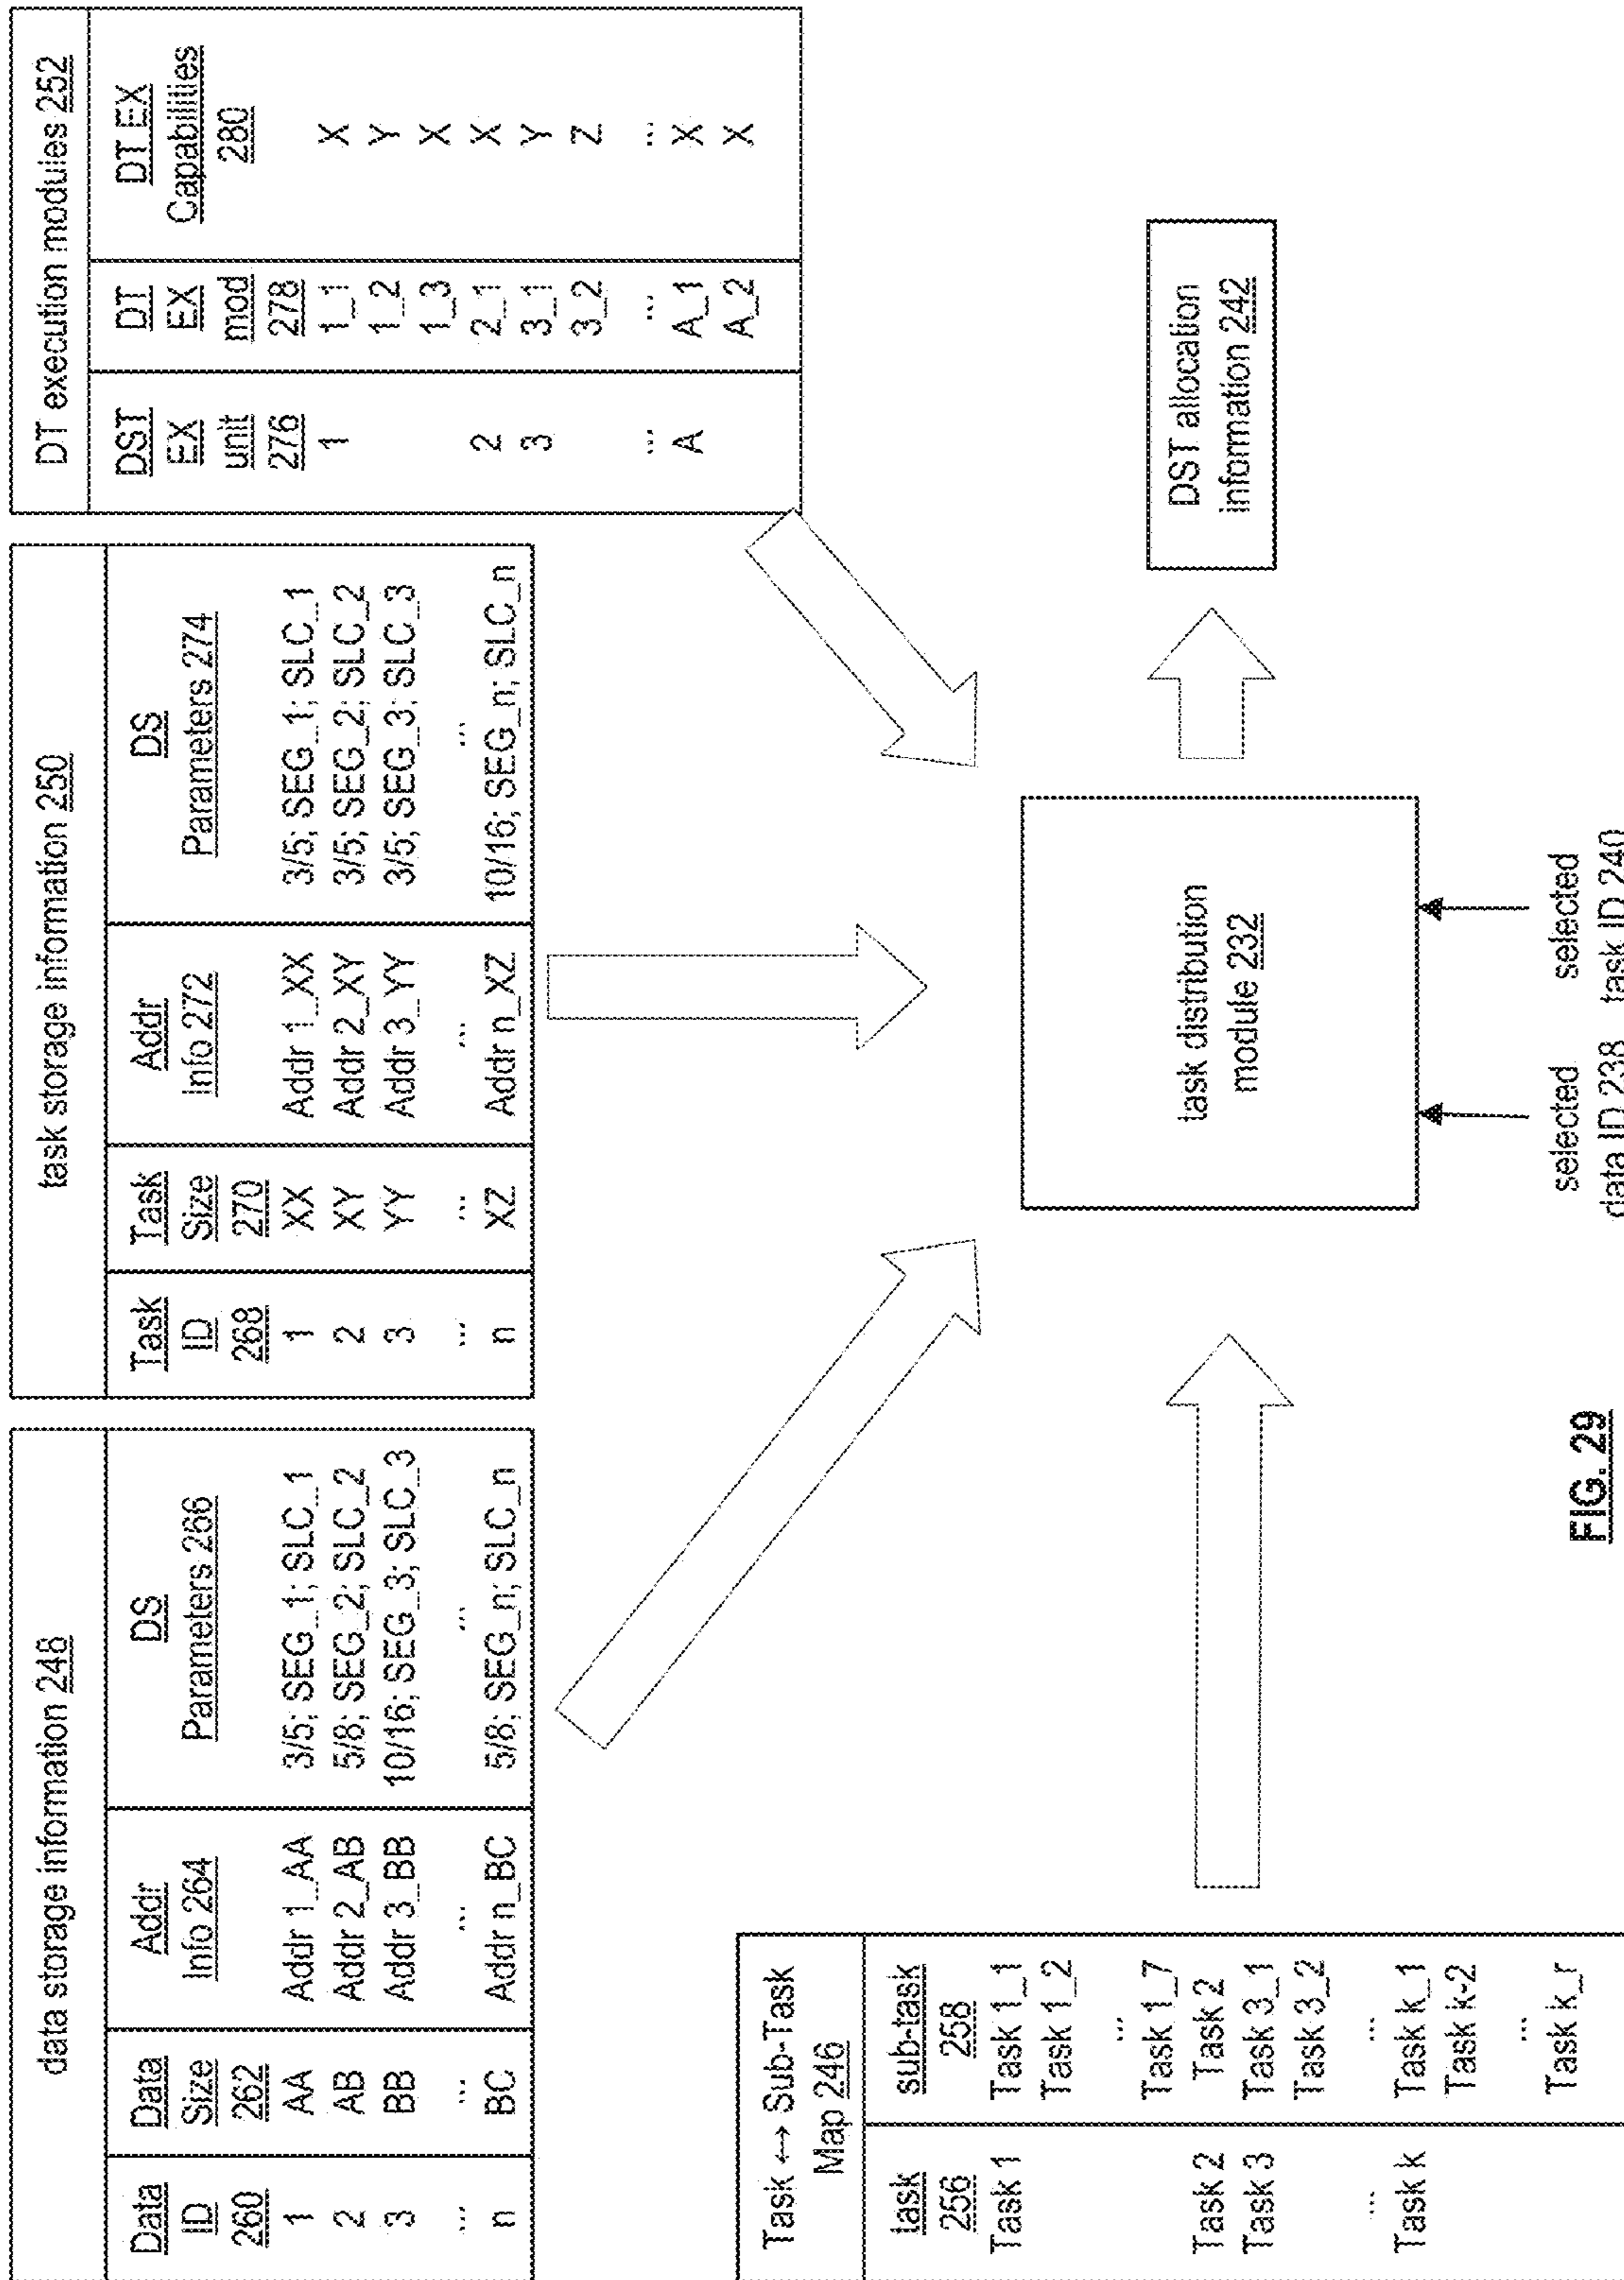 data storage information 248
Data ID 260 | Data Size 262 | Addr Info 264 | DS Parameters 266
1 AA Addr 1_AA 3/5; SEG_1; SLC_1
2 AB Addr 2_AB 5/8; SEG_2; SLC_2
3 BB Addr 3_BB 10/16; SEG_3; SLC_3
... ... ... ...
n BC Addr n_BC 5/8; SEG_n; SLC_n
task storage information 250
Task ID 268 | Task Size 270 | Addr Info 272 | DS Parameters 274
1 XX Addr 1_XX 3/5; SEG_1; SLC_1
2 XY Addr 2_XY 3/5; SEG_2; SLC_2
3 YY Addr 3_YY 3/5; SEG_3; SLC_3
... ... ... ...
n XZ Addr n_XZ 10/16; SEG_n; SLC_n
DT execution modules 252
DST EX unit 276 | DT EX mod 278 | DT EX Capabilities 280
1 1_1 X
1_2 Y
1_3 X
2 2_1 X
3 3_1 Y
3_2 Z
... ... ...
A A_1 X
A_2 X
Task ↔ Sub-Task
Map 246
task 256 | sub-task 258
Task 1 Task 1_1
Task 1_2
...
Task 1_7
Task 2 Task 2
Task 3 Task 3_1
Task 3_2
... ...
Task k Task k_1
Task k-2
...
Task k_r
task distribution
module 232
DST allocation
information 242
selected
data ID 238
selected
task ID 240
FIG. 29